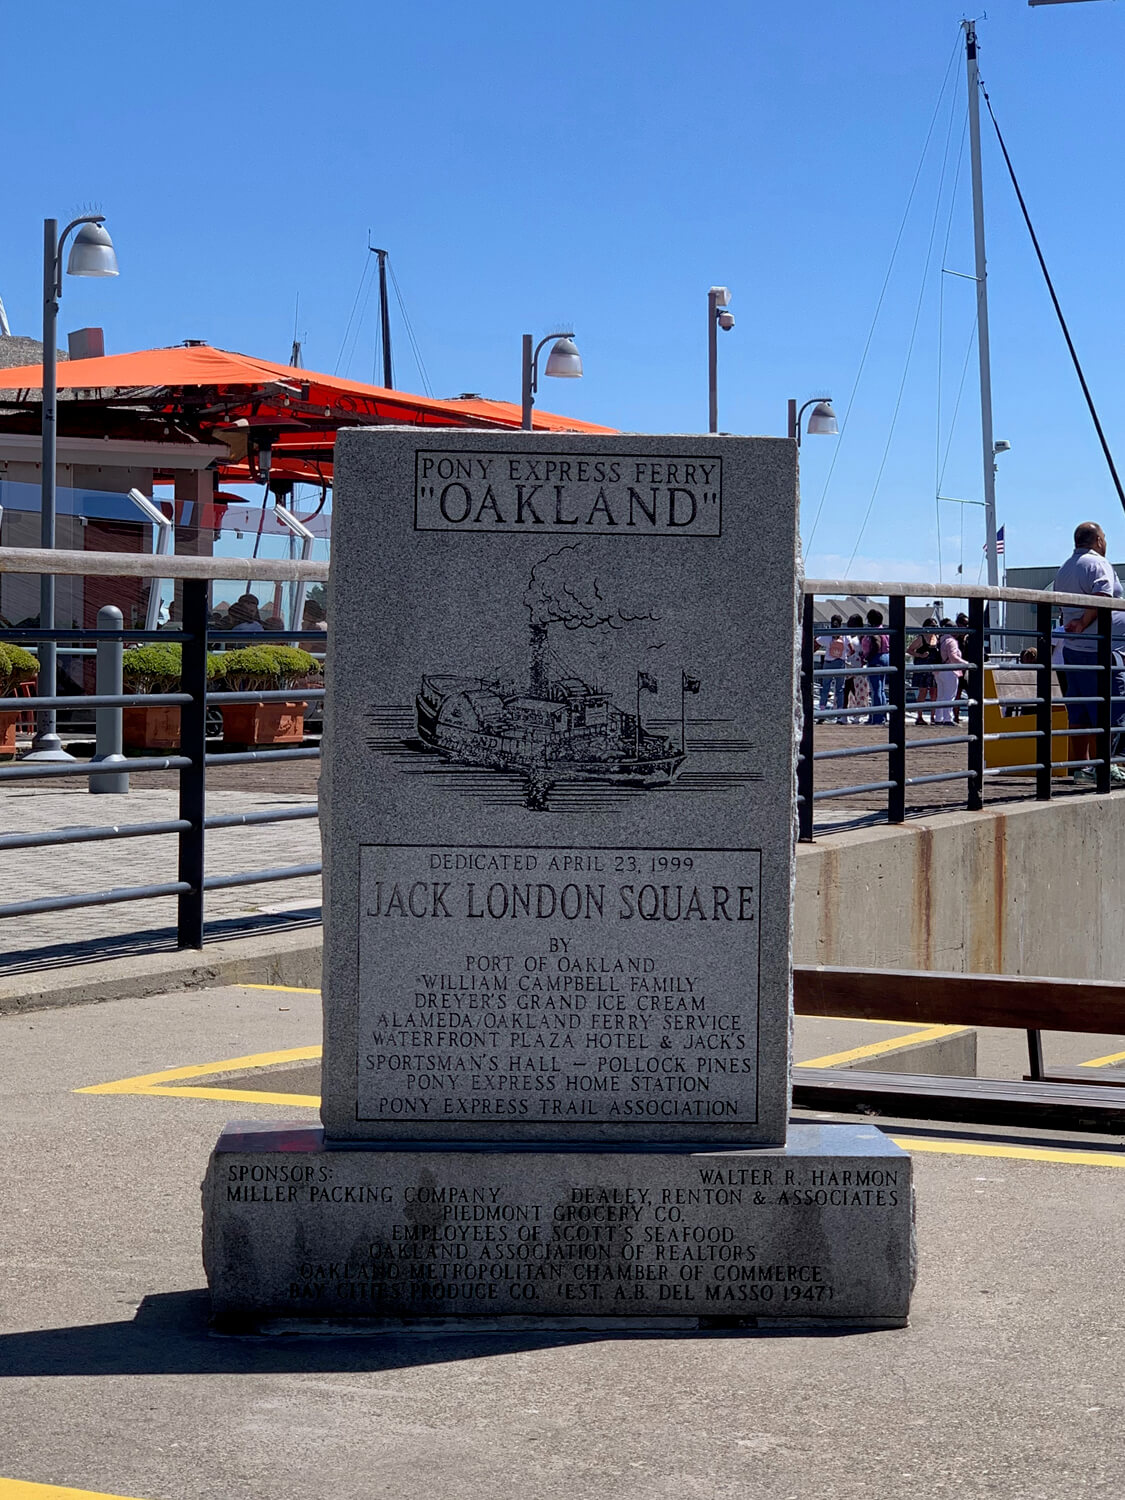 PONY EXPRESS FERRY
"OAKLAND"
DEDICATED APRIL 23, 1999
JACK LONDON SQUARE
BY
PORT OF OAKLAND
WILLIAM CAMPBELL FAMILY
DREYER'S GRAND ICE CREAM
ALAMEDA/OAKLAND FERRY SERVICE
WATERFRONT PLAZA HOTEL & JACK'S
SPORTSMAN'S HALL – POLLOCK PINES
PONY EXPRESS HOME STATION
PONY EXPRESS TRAIL ASSOCIATION
SPONSORS: WALTER R. HARMON
MILLER PACKING COMPANY DEALEY, RENTON & ASSOCIATES
PIEDMONT GROCERY CO.
EMPLOYEES OF SCOTT'S SEAFOOD
OAKLAND ASSOCIATION OF REALTORS
OAKLAND METROPOLITAN CHAMBER OF COMMERCE
BAY CITIES PRODUCE CO. (EST. A.B. DEL MASSO 1947)